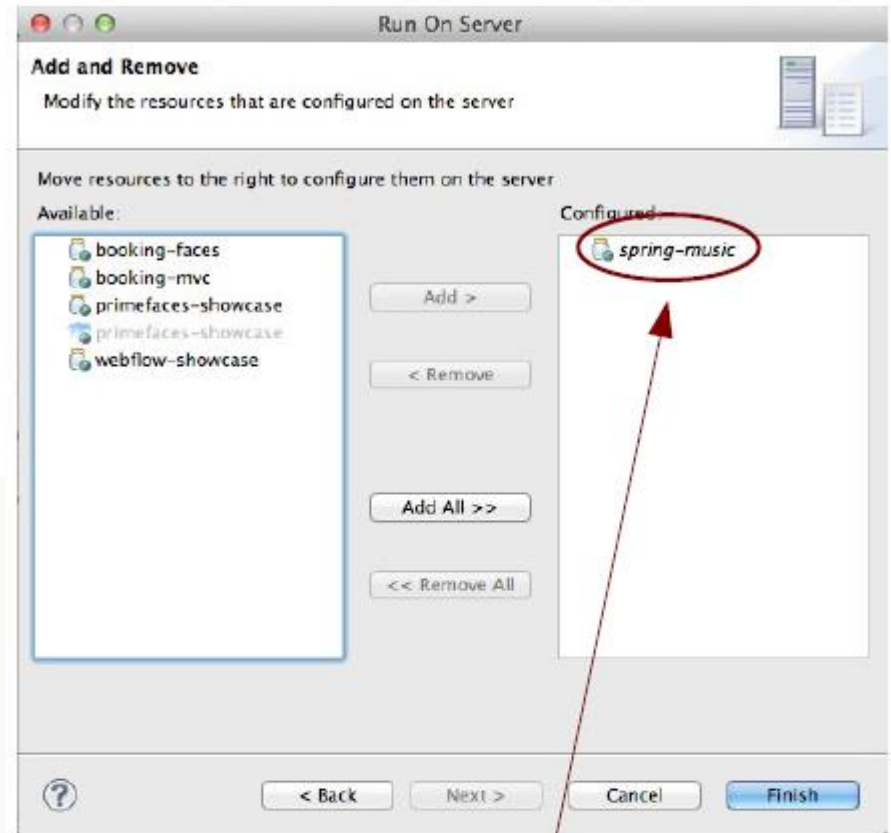 Run On Server
Add and Remove
Modify the resources that are configured on the server
Move resources to the right to configure them on the server
Available:
Configured:
booking-faces
booking-mvc
primefaces-showcase
primefaces-showcase
webflow-showcase
spring-music
Add >
< Remove
Add All >>
<< Remove All
?
< Back
Next >
Cancel
Finish